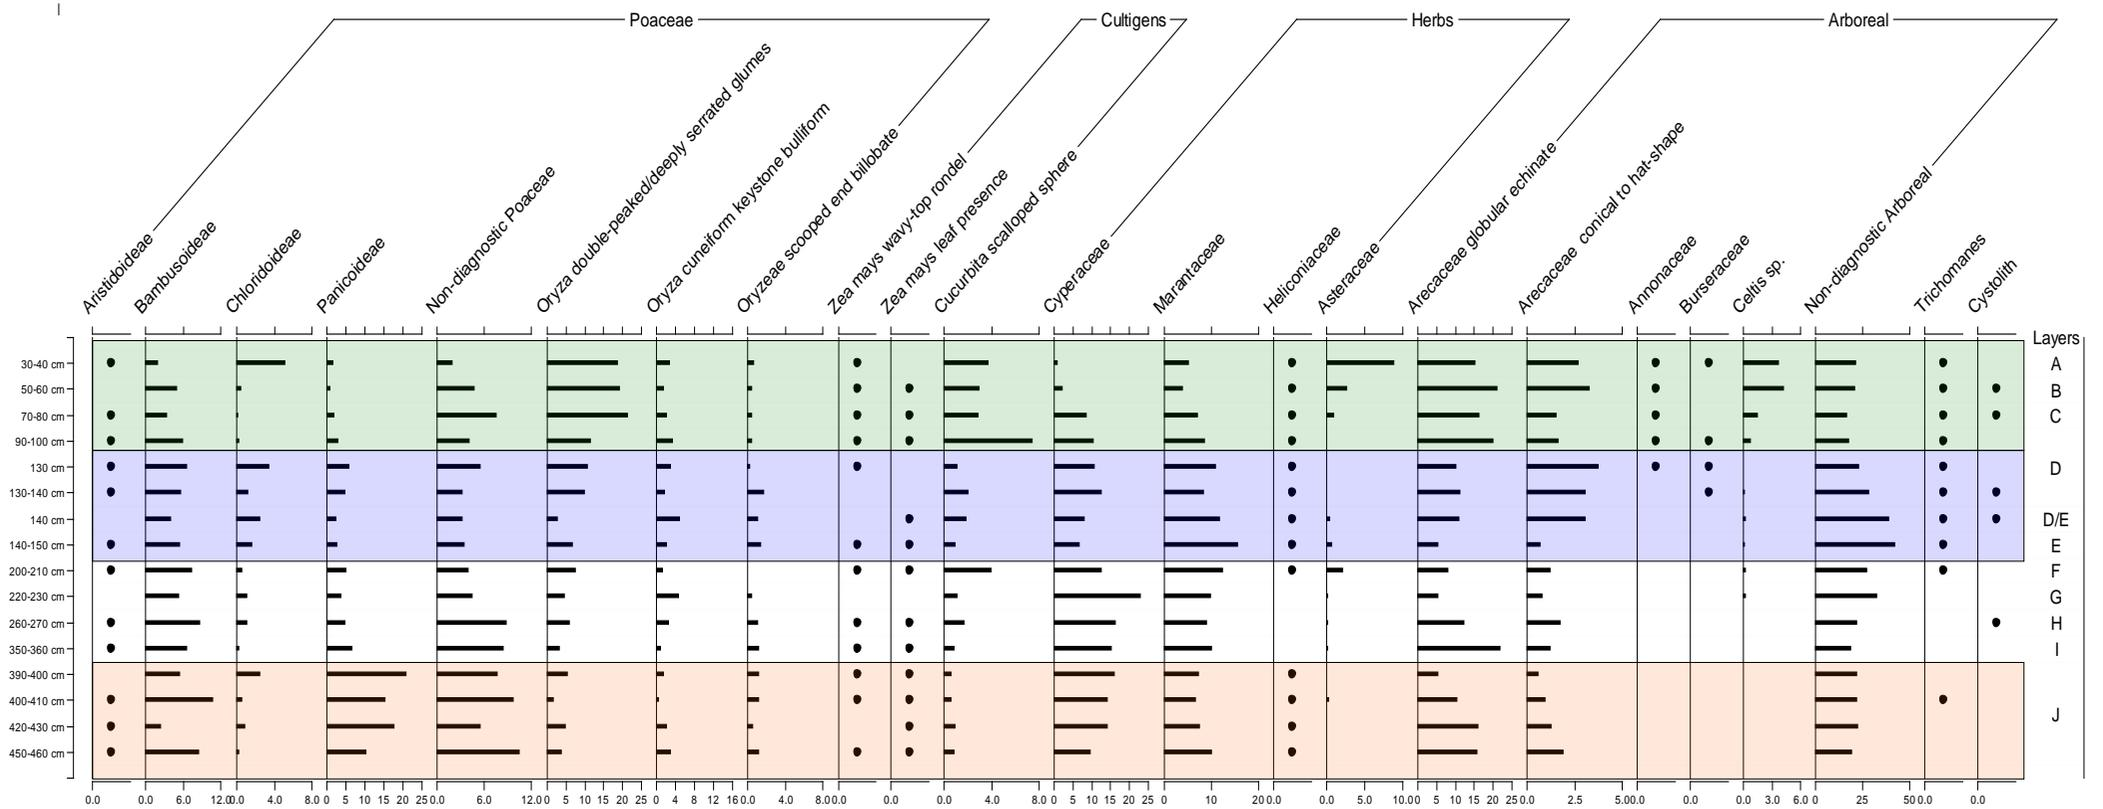 Poaceae
Cultigens
Herbs
Arboreal
Aristidoideae
Bambusoideae
Chloridoideae
Panicoideae
Non-diagnostic Poaceae
Oryza double-peaked/deeply serrated glumes
Oryza cuneiform keystone bulliform
Oryzeae scooped end billobate
Zea mays wavy-top rondel
Zea mays leaf presence
Cucurbita scalloped sphere
Cyperaceae
Marantaceae
Heliconiaceae
Asteraceae
Arecaceae globular echinate
Arecaceae conical to hat-shape
Annonaceae
Burseraceae
Celtis sp.
Non-diagnostic Arboreal
Trichomanes
Cystolith
Layers
30-40 cm A
50-60 cm B
70-80 cm C
90-100 cm
130 cm D
130-140 cm
140 cm D/E
140-150 cm E
200-210 cm F
220-230 cm G
260-270 cm H
350-360 cm I
390-400 cm
400-410 cm
420-430 cm J
450-460 cm
0.0 0.0 6.0 12.0 0.0 4.0 8.0 0 5 10 15 20 25 0.0 6.0 12.0 0 5 10 15 20 25 0 4 8 12 16 0.0 4.0 8.0 0.0 0.0 0.0 4.0 8.0 0 5 10 15 20 25 0 10 20 0.0 0.0 5.0 10.0 0 5 10 15 20 25 0.0 2.5 5.0 0.0 0.0 0.0 3.0 6.0 0 25 50 0.0 0.0